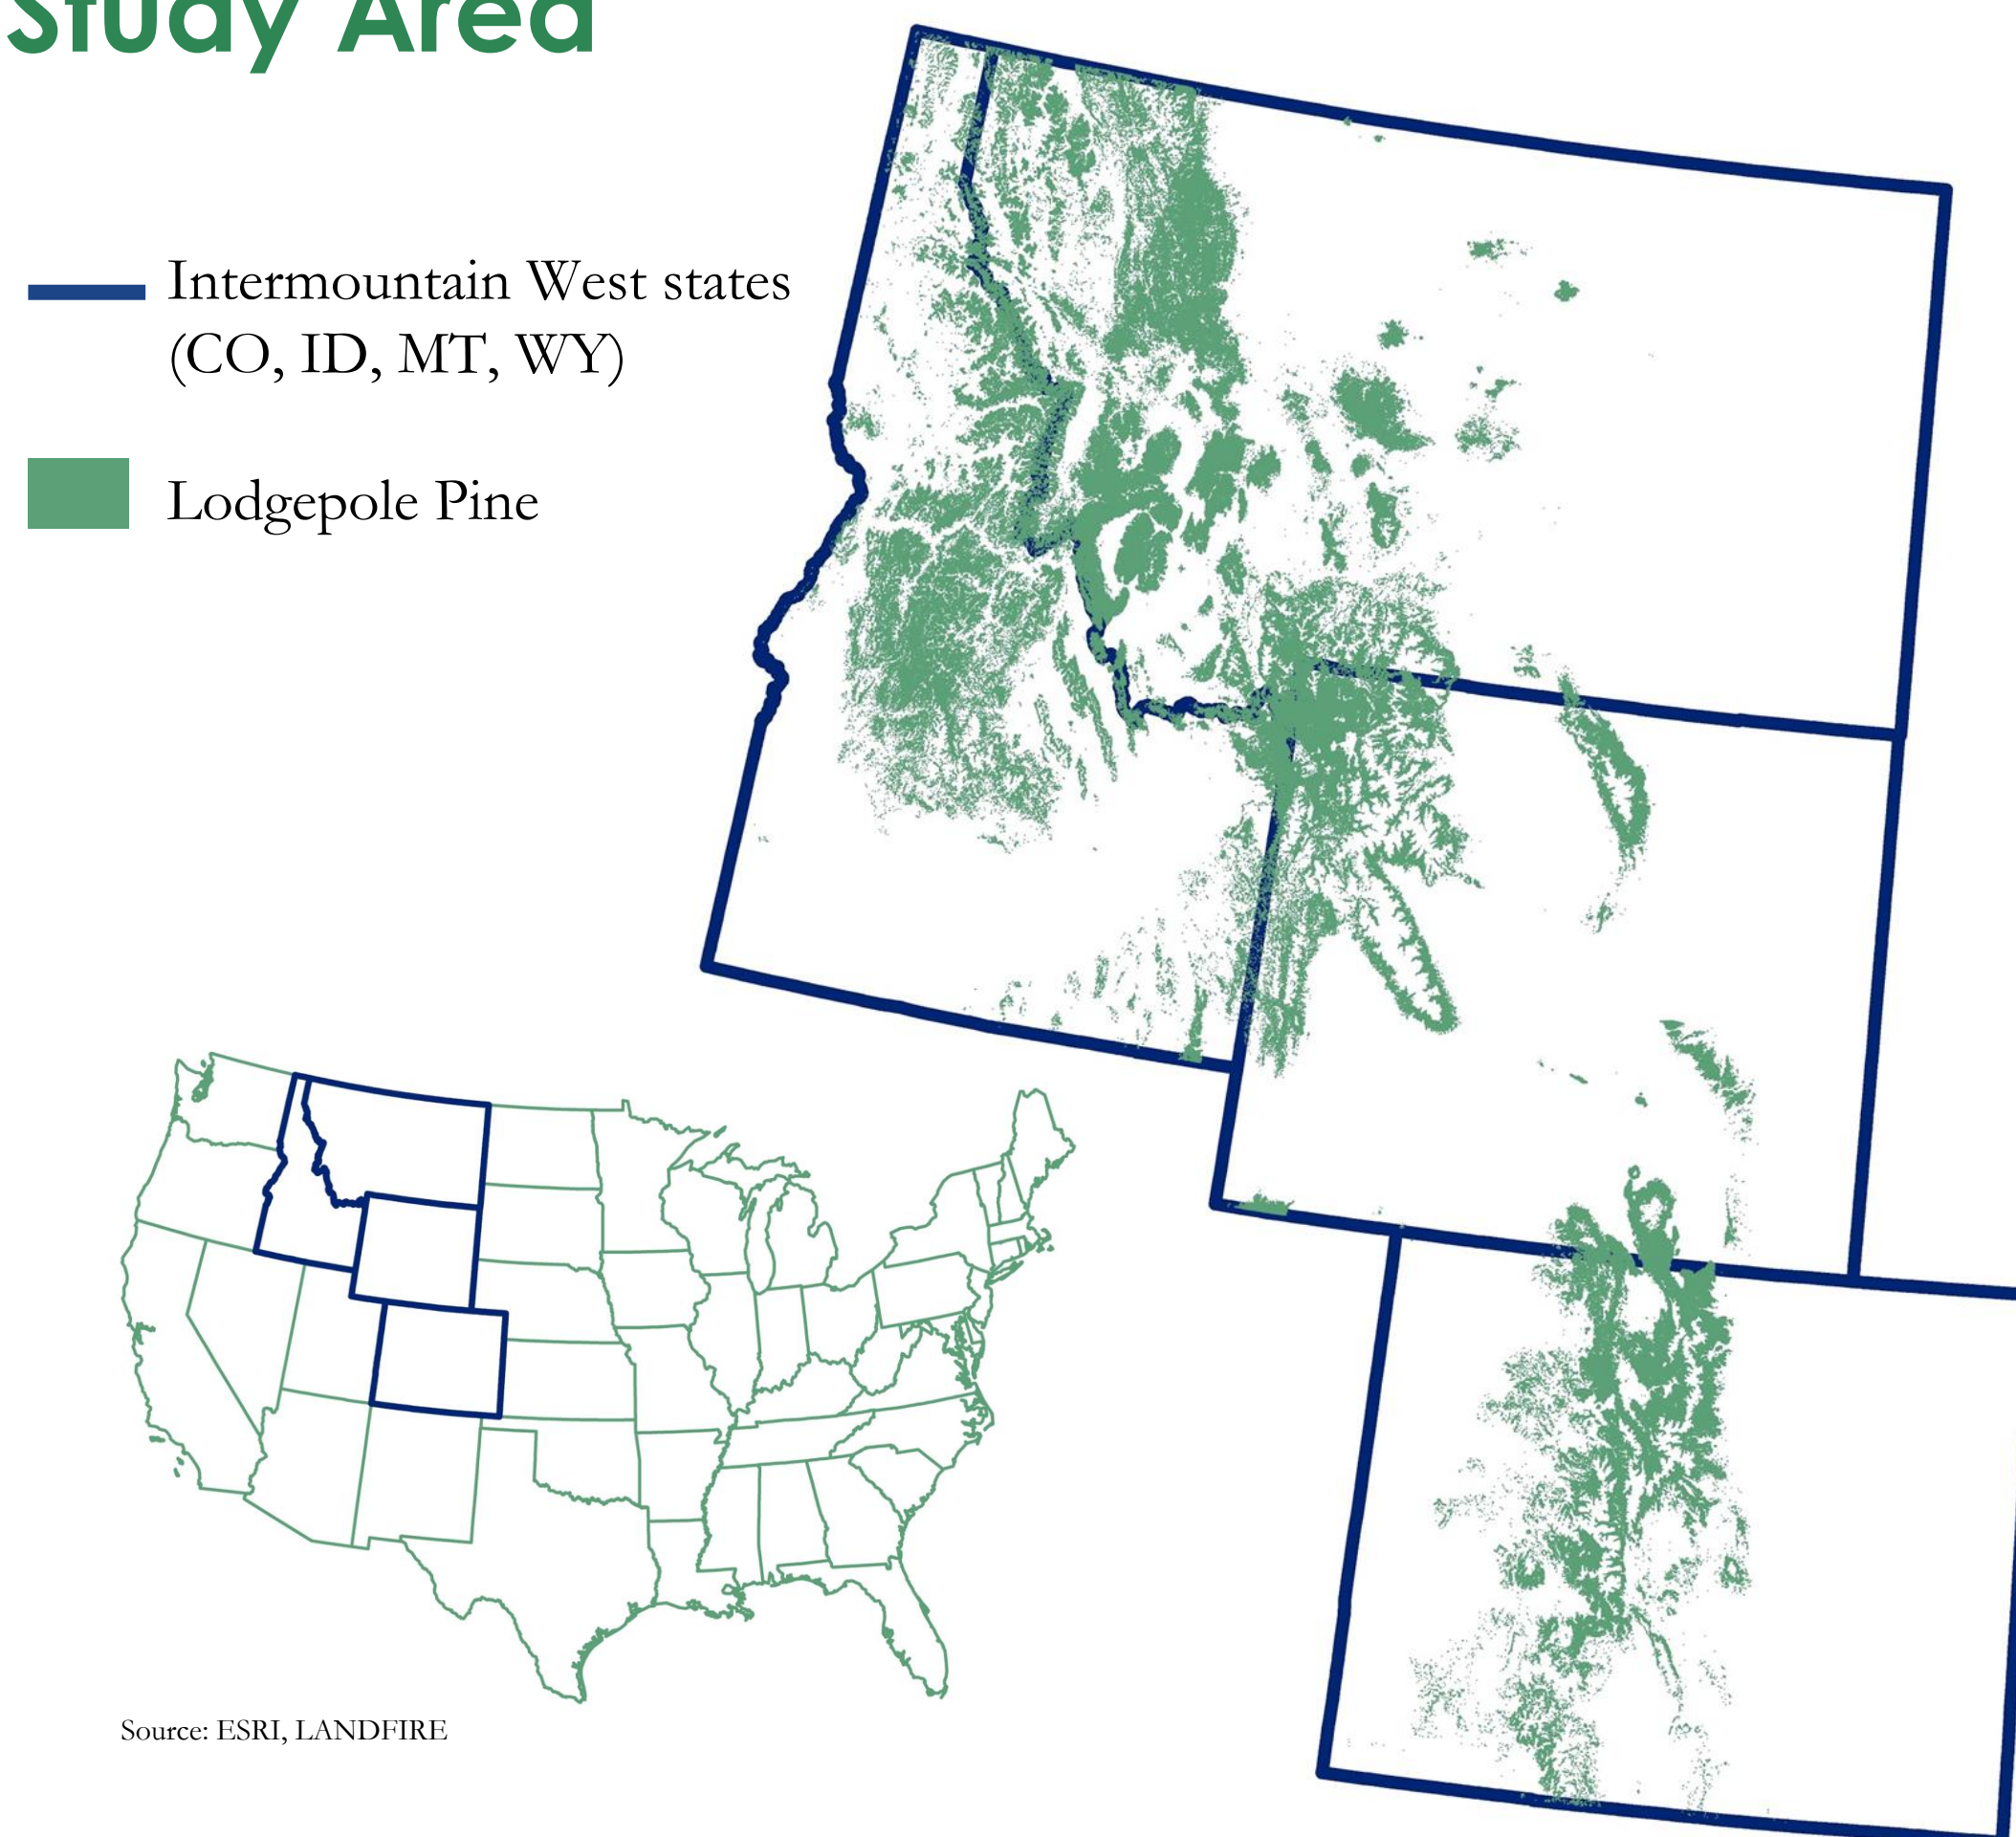 Study Area
Intermountain West states
(CO, ID, MT, WY)
Lodgepole Pine
Source: ESRI, LANDFIRE